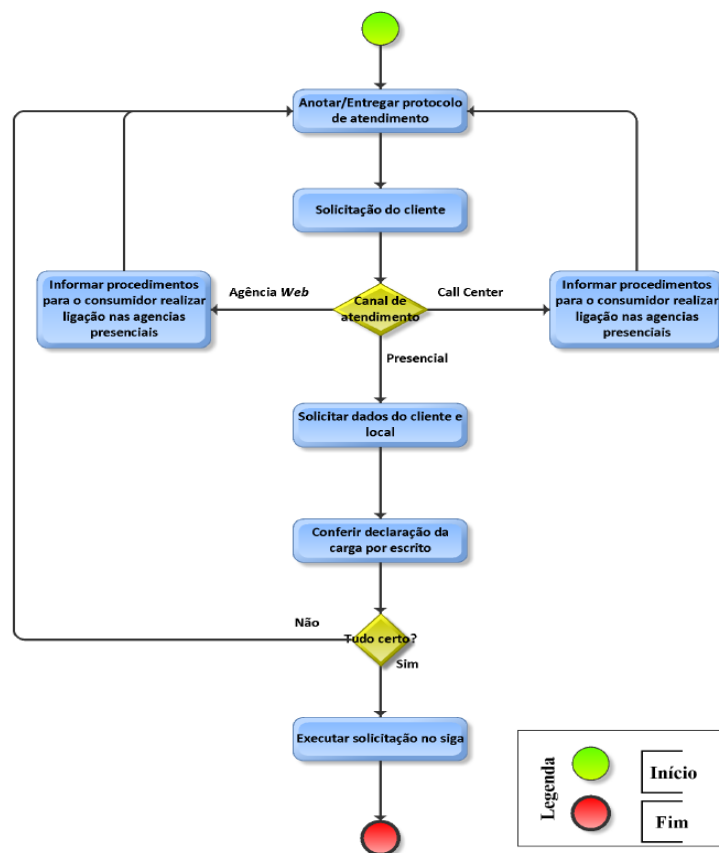 Anotar/Entregar protocolo
de atendimento
Solicitação do cliente
Informar procedimentos
para o consumidor realizar
ligação nas agencias
presenciais
Agência Web
Canal de
atendimento
Call Center
Informar procedimentos
para o consumidor realizar
ligação nas agencias
presenciais
Presencial
Solicitar dados do cliente e
local
Conferir declaração da
carga por escrito
Não
Tudo certo?
Sim
Executar solicitação no siga
Legenda
Início
Fim